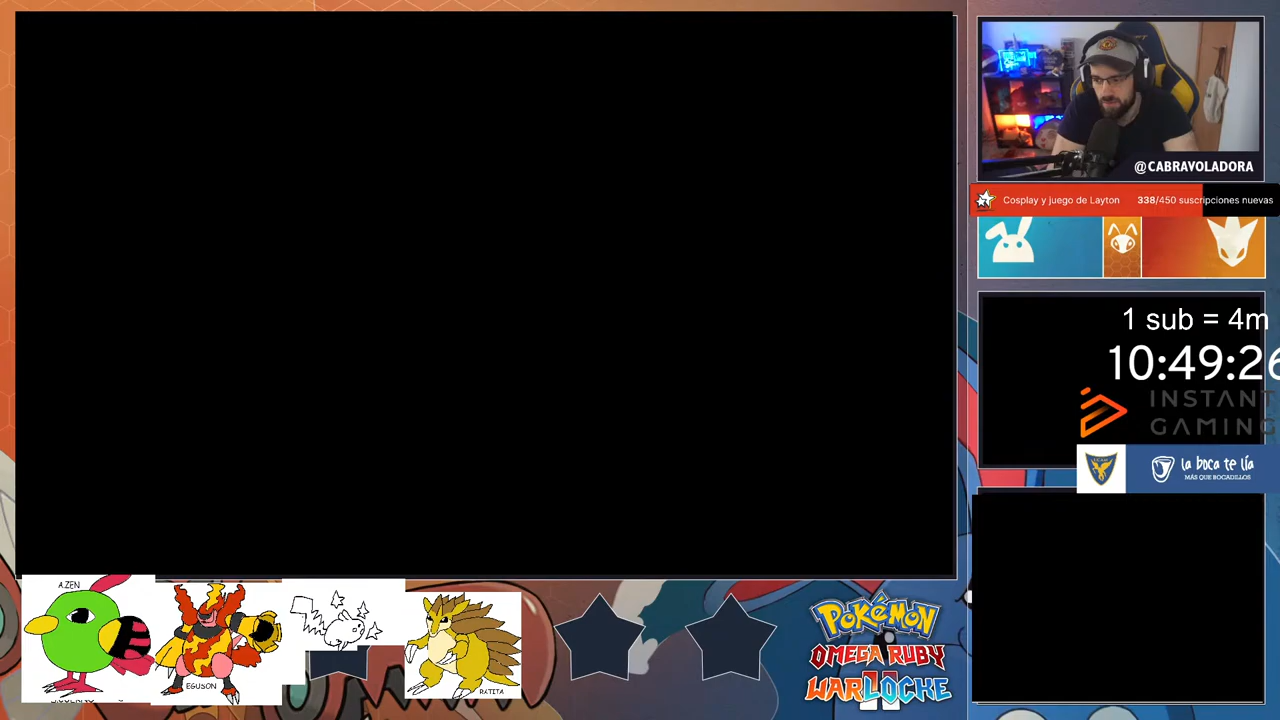 @CABRAVOLADORA
Cosplay y juego de Layton 338/450 suscripciones nuevas
1 sub = 4m
10:49:26
INSTANT
GAMING
la boca te lía
MÁS QUE BOCADILLOS
AZEN
EGUSON
RATITA
POKÉMON
OMEGA RUBY
WARLOCKE